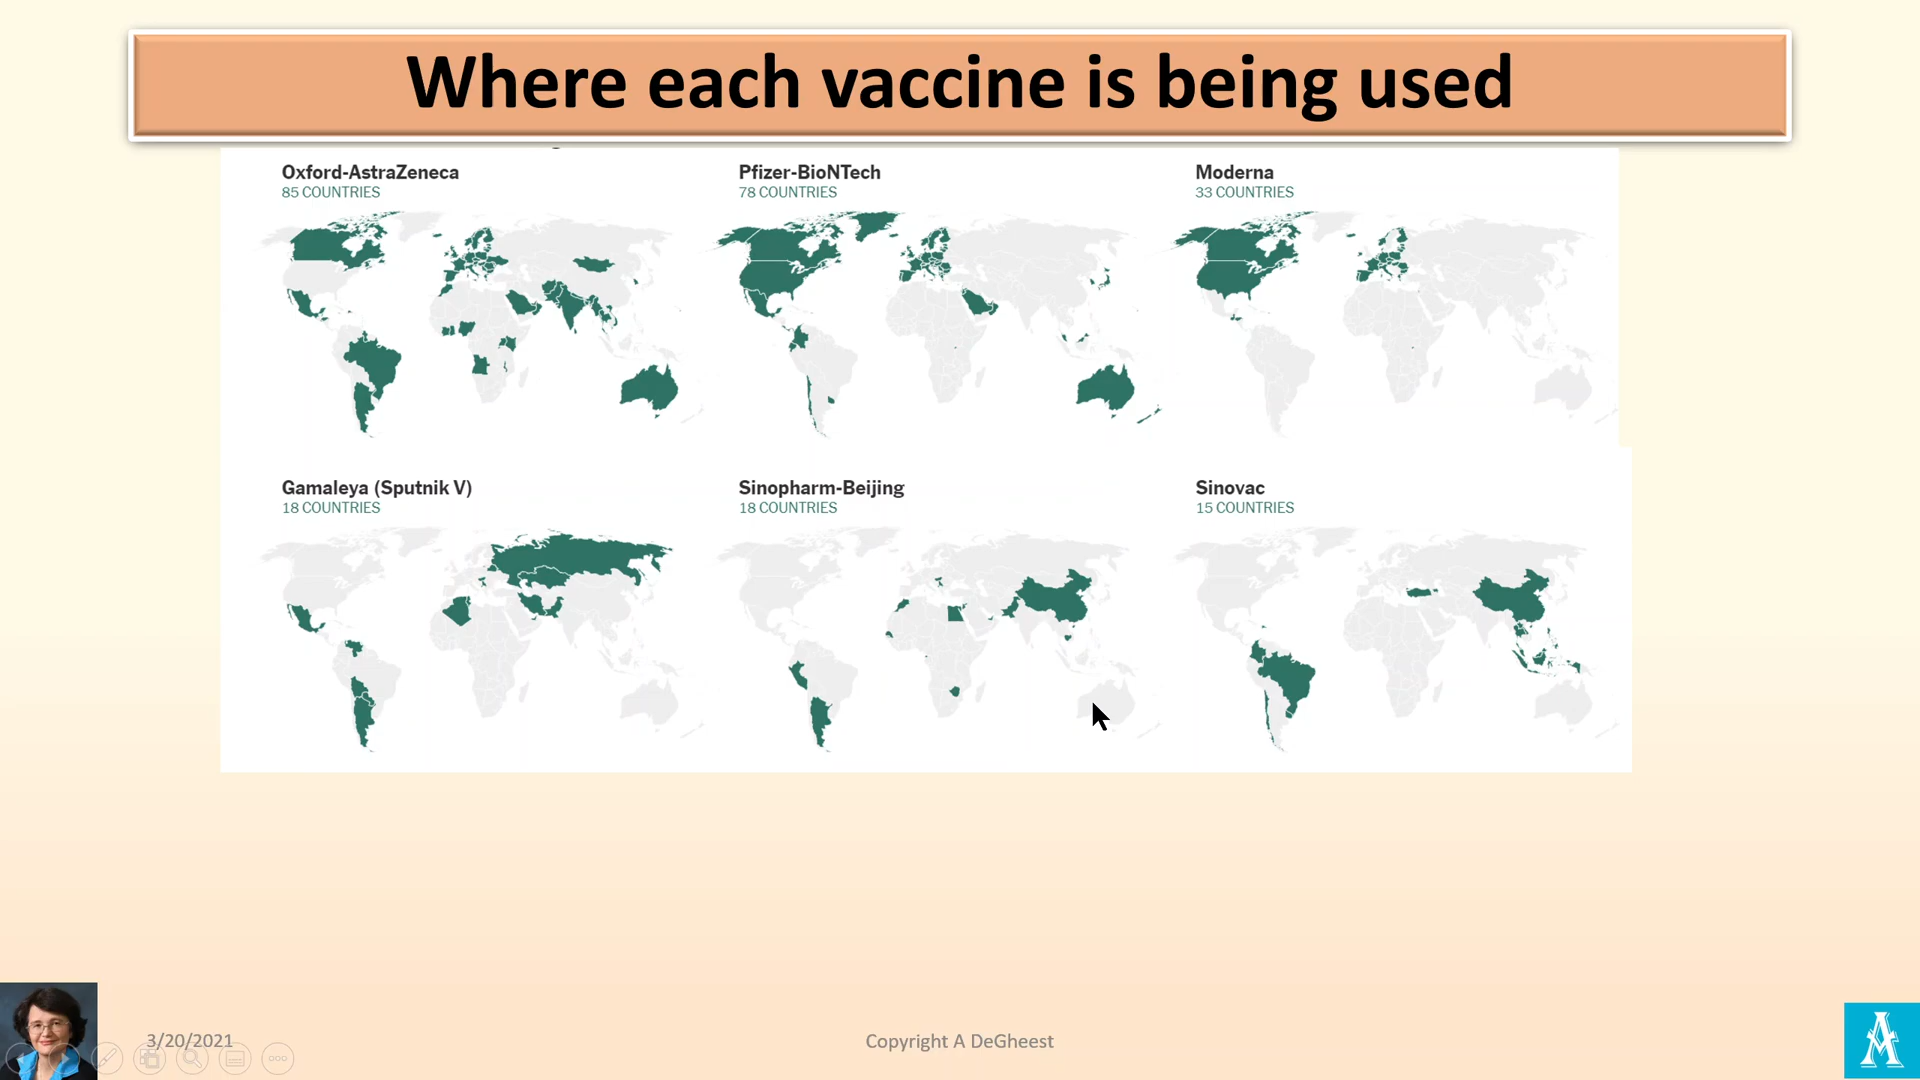 Where each vaccine is being used
Oxford-AstraZeneca
85 COUNTRIES
Pfizer-BioNTech
78 COUNTRIES
Moderna
33 COUNTRIES
Gamaleya (Sputnik V)
18 COUNTRIES
Sinopharm-Beijing
18 COUNTRIES
Sinovac
15 COUNTRIES
3/20/2021
Copyright A DeGheest
A